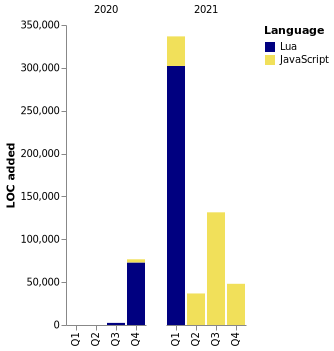 2020 2021
Language
Lua
JavaScript
LOC added
350,000
300,000
250,000
200,000
150,000
100,000
50,000
0
Q1 Q2 Q3 Q4 Q1 Q2 Q3 Q4